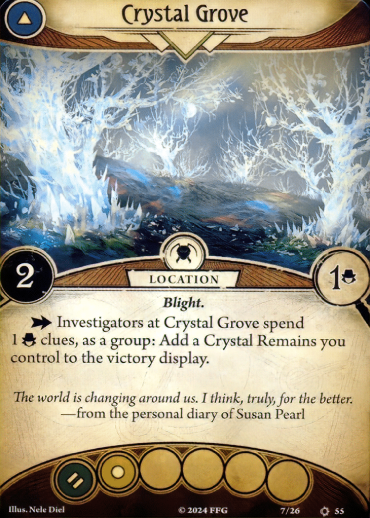 Crystal Grove
2
LOCATION
1
Blight.
Investigators at Crystal Grove spend
1 clues, as a group: Add a Crystal Remains you
control to the victory display.
The world is changing around us. I think, truly, for the better.
—from the personal diary of Susan Pearl
Illus. Nele Diel
© 2024 FFG
7/26
55